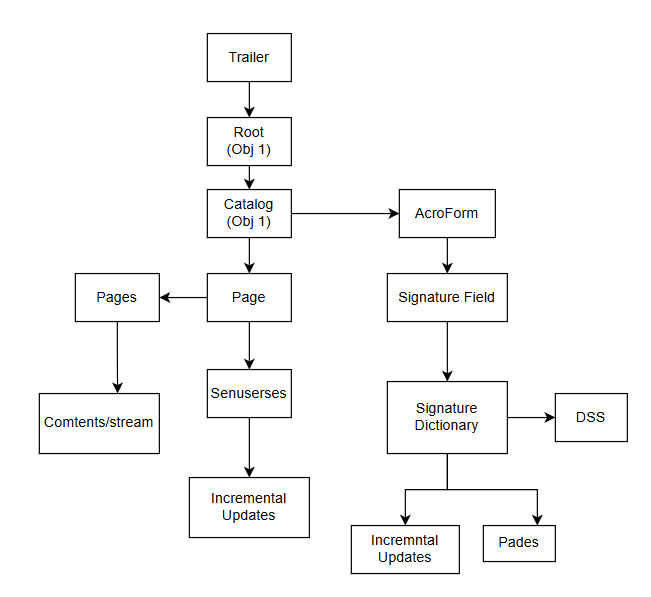 Trailer
Root
(Obj 1)
Catalog
(Obj 1)
AcroForm
Pages
Page
Signature Field
Comtents/stream
Senuserses
Signature
Dictionary
DSS
Incremental
Updates
Incremntal
Updates
Pades